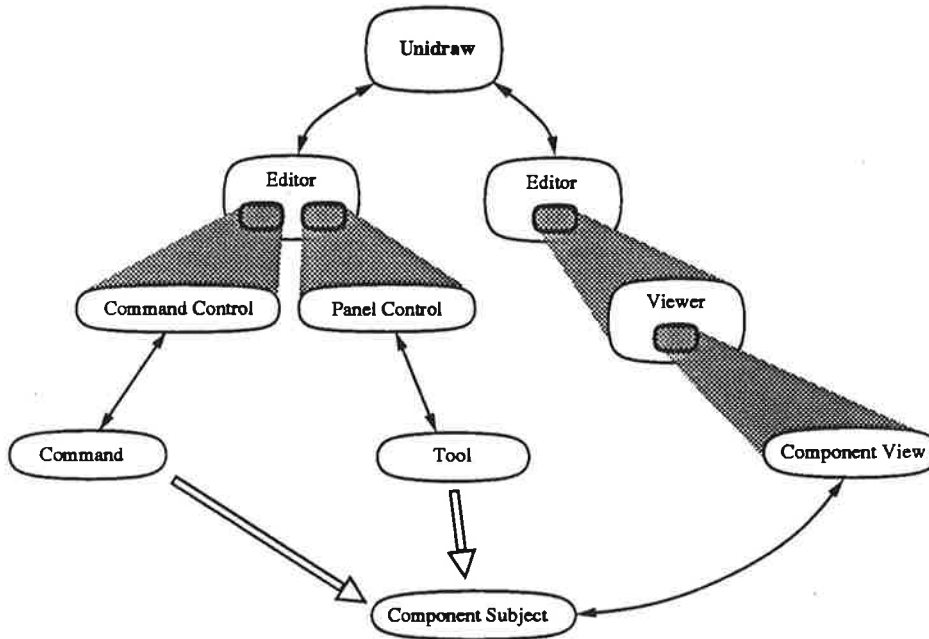 Unidraw
Editor
Editor
Command Control
Panel Control
Viewer
Command
Tool
Component View
Component Subject